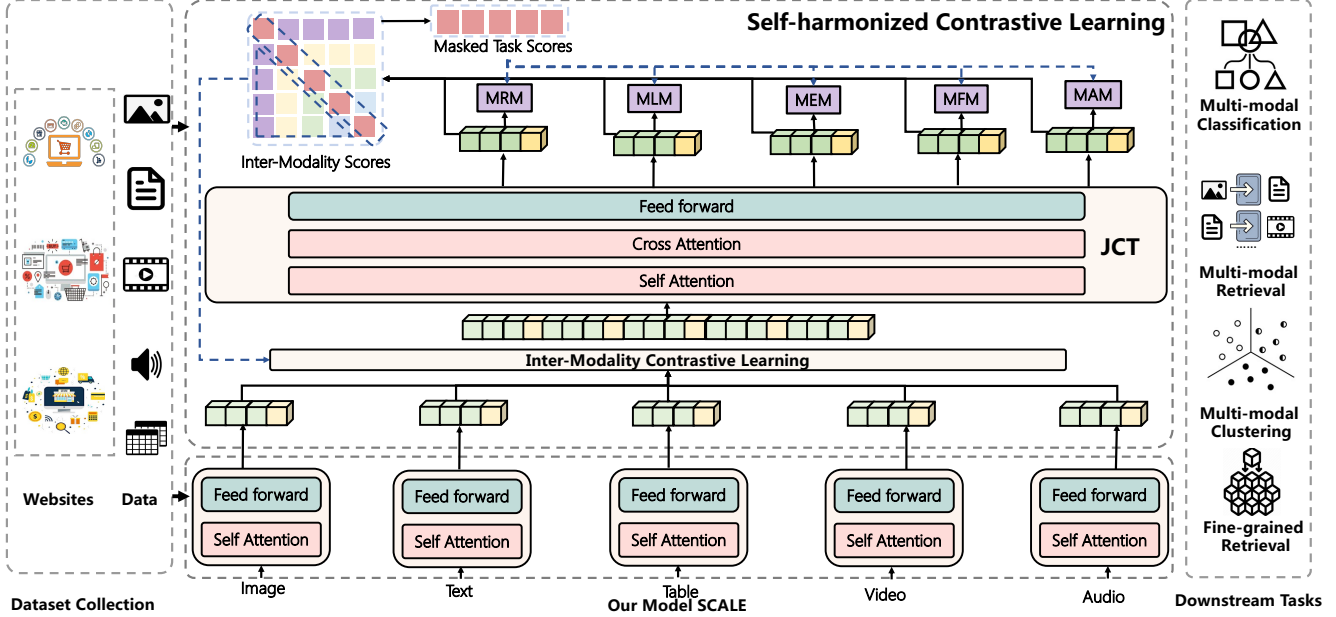 Self-harmonized Contrastive Learning
Masked Task Scores
Inter-Modality Scores
MRM
MLM
MEM
MFM
MAM
Feed forward
Cross Attention
Self Attention
JCT
Inter-Modality Contrastive Learning
Feed forward
Self Attention
Feed forward
Self Attention
Feed forward
Self Attention
Feed forward
Self Attention
Feed forward
Self Attention
Image
Text
Table
Video
Audio
Websites
Data
Dataset Collection
Our Model SCALE
Multi-modal
Classification
......
Multi-modal
Retrieval
Multi-modal
Clustering
Fine-grained
Retrieval
Downstream Tasks